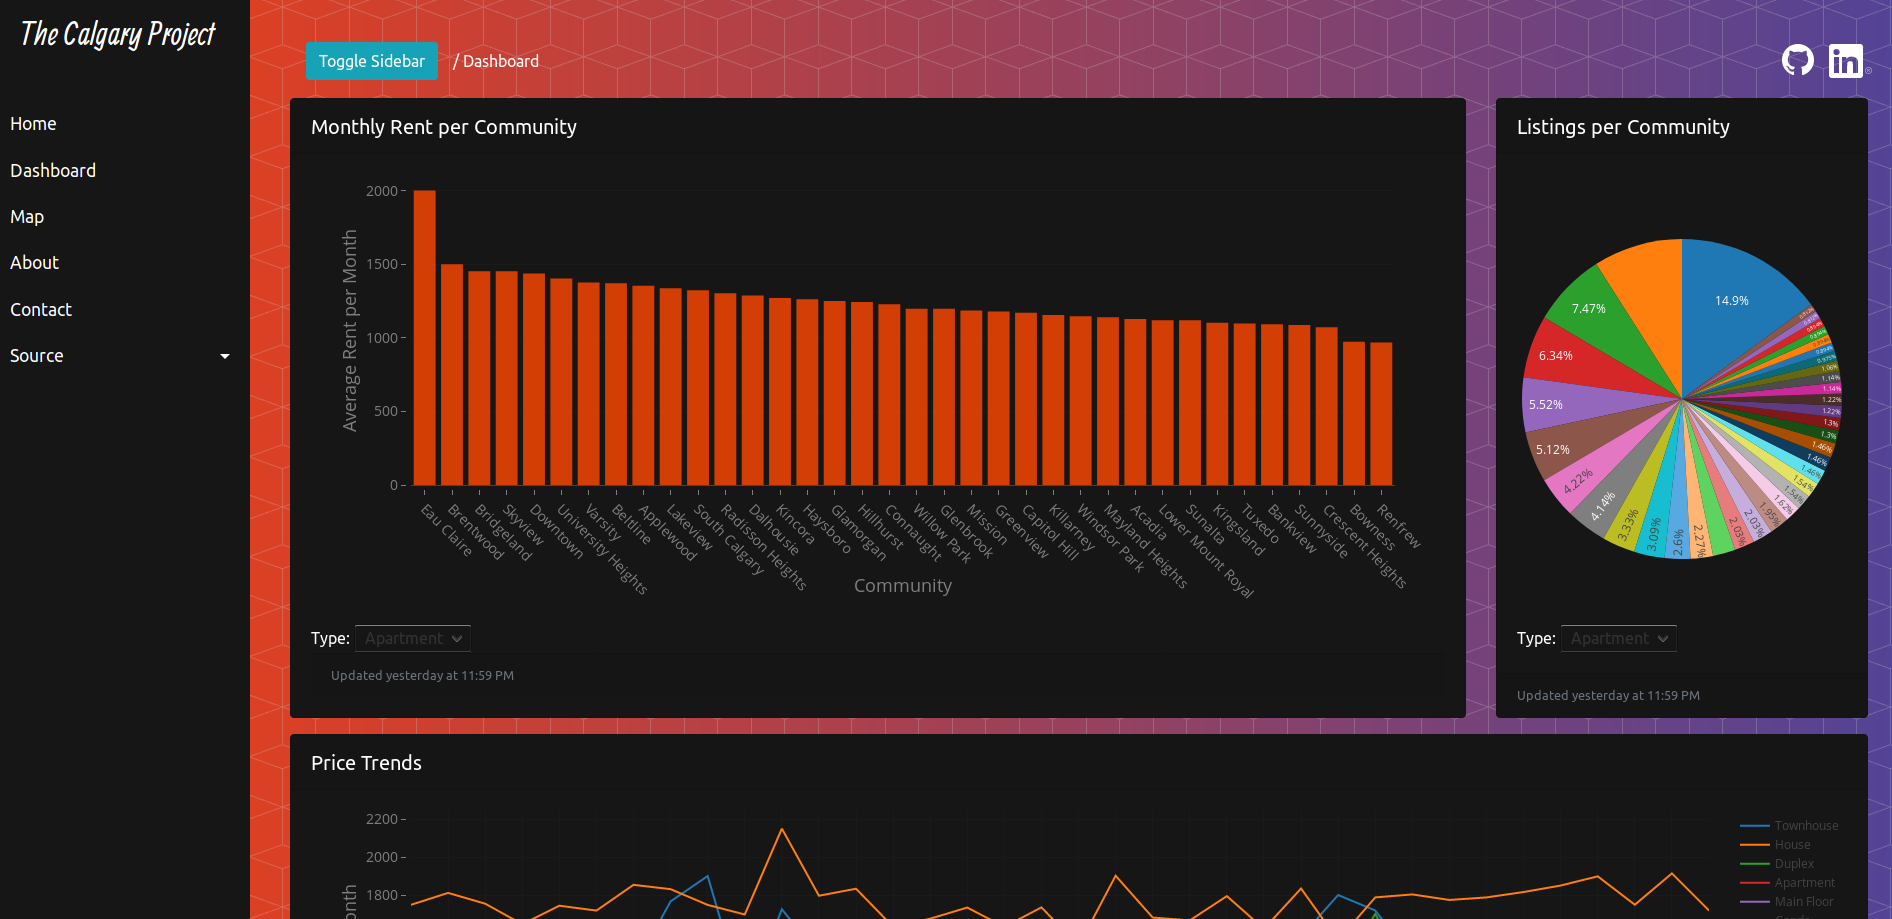 The Calgary Project
Home
Dashboard
Map
About
Contact
Source
Toggle Sidebar
/ Dashboard
in ®
Monthly Rent per Community
Average Rent per Month
2000
1500
1000
500
0
Eau Claire
Brentwood
Bridgeland
Skyview
Downtown
University Heights
Varsity
Beltline
Applewood
Lakeview
South Calgary
Radisson Heights
Dalhousie
Kincora
Haysboro
Glamorgan
Hillhurst
Connaught
Willow Park
Glenbrook
Mission
Greenview
Capitol Hill
Killarney
Windsor Park
Mayland Heights
Acadia
Lower Mount Royal
Sunalta
Kingsland
Tuxedo
Bankview
Sunnyside
Crescent Heights
Bowness
Renfrew
Community
Type: Apartment
Updated yesterday at 11:59 PM
Listings per Community
14.9%
7.47%
6.34%
5.52%
5.12%
4.22%
4.14%
3.33%
3.09%
2.6%
2.27%
2.03%
2.03%
1.95%
1.62%
1.54%
1.54%
1.46%
1.46%
1.46%
1.3%
1.3%
1.22%
1.22%
1.14%
1.14%
1.06%
0.975%
Type: Apartment
Updated yesterday at 11:59 PM
Price Trends
2200
2000
1800
Townhouse
House
Duplex
Apartment
Main Floor